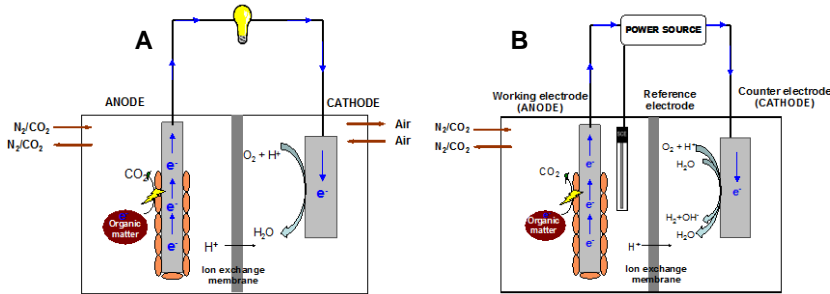 A
ANODE
CATHODE
N2/CO2
N2/CO2
Air
Air
CO2
e-
e-
e-
e-
e-
Organic
matter
O2 + H+
H2O
H+
Ion exchange
membrane
B
POWER SOURCE
Working electrode
(ANODE)
Reference
electrode
Counter electrode
(CATHODE)
N2/CO2
N2/CO2
CO2
e-
e-
e-
e-
e-
Organic
matter
O2 + H+
H2O
H2+OH-
H2O
H+
Ion exchange
membrane